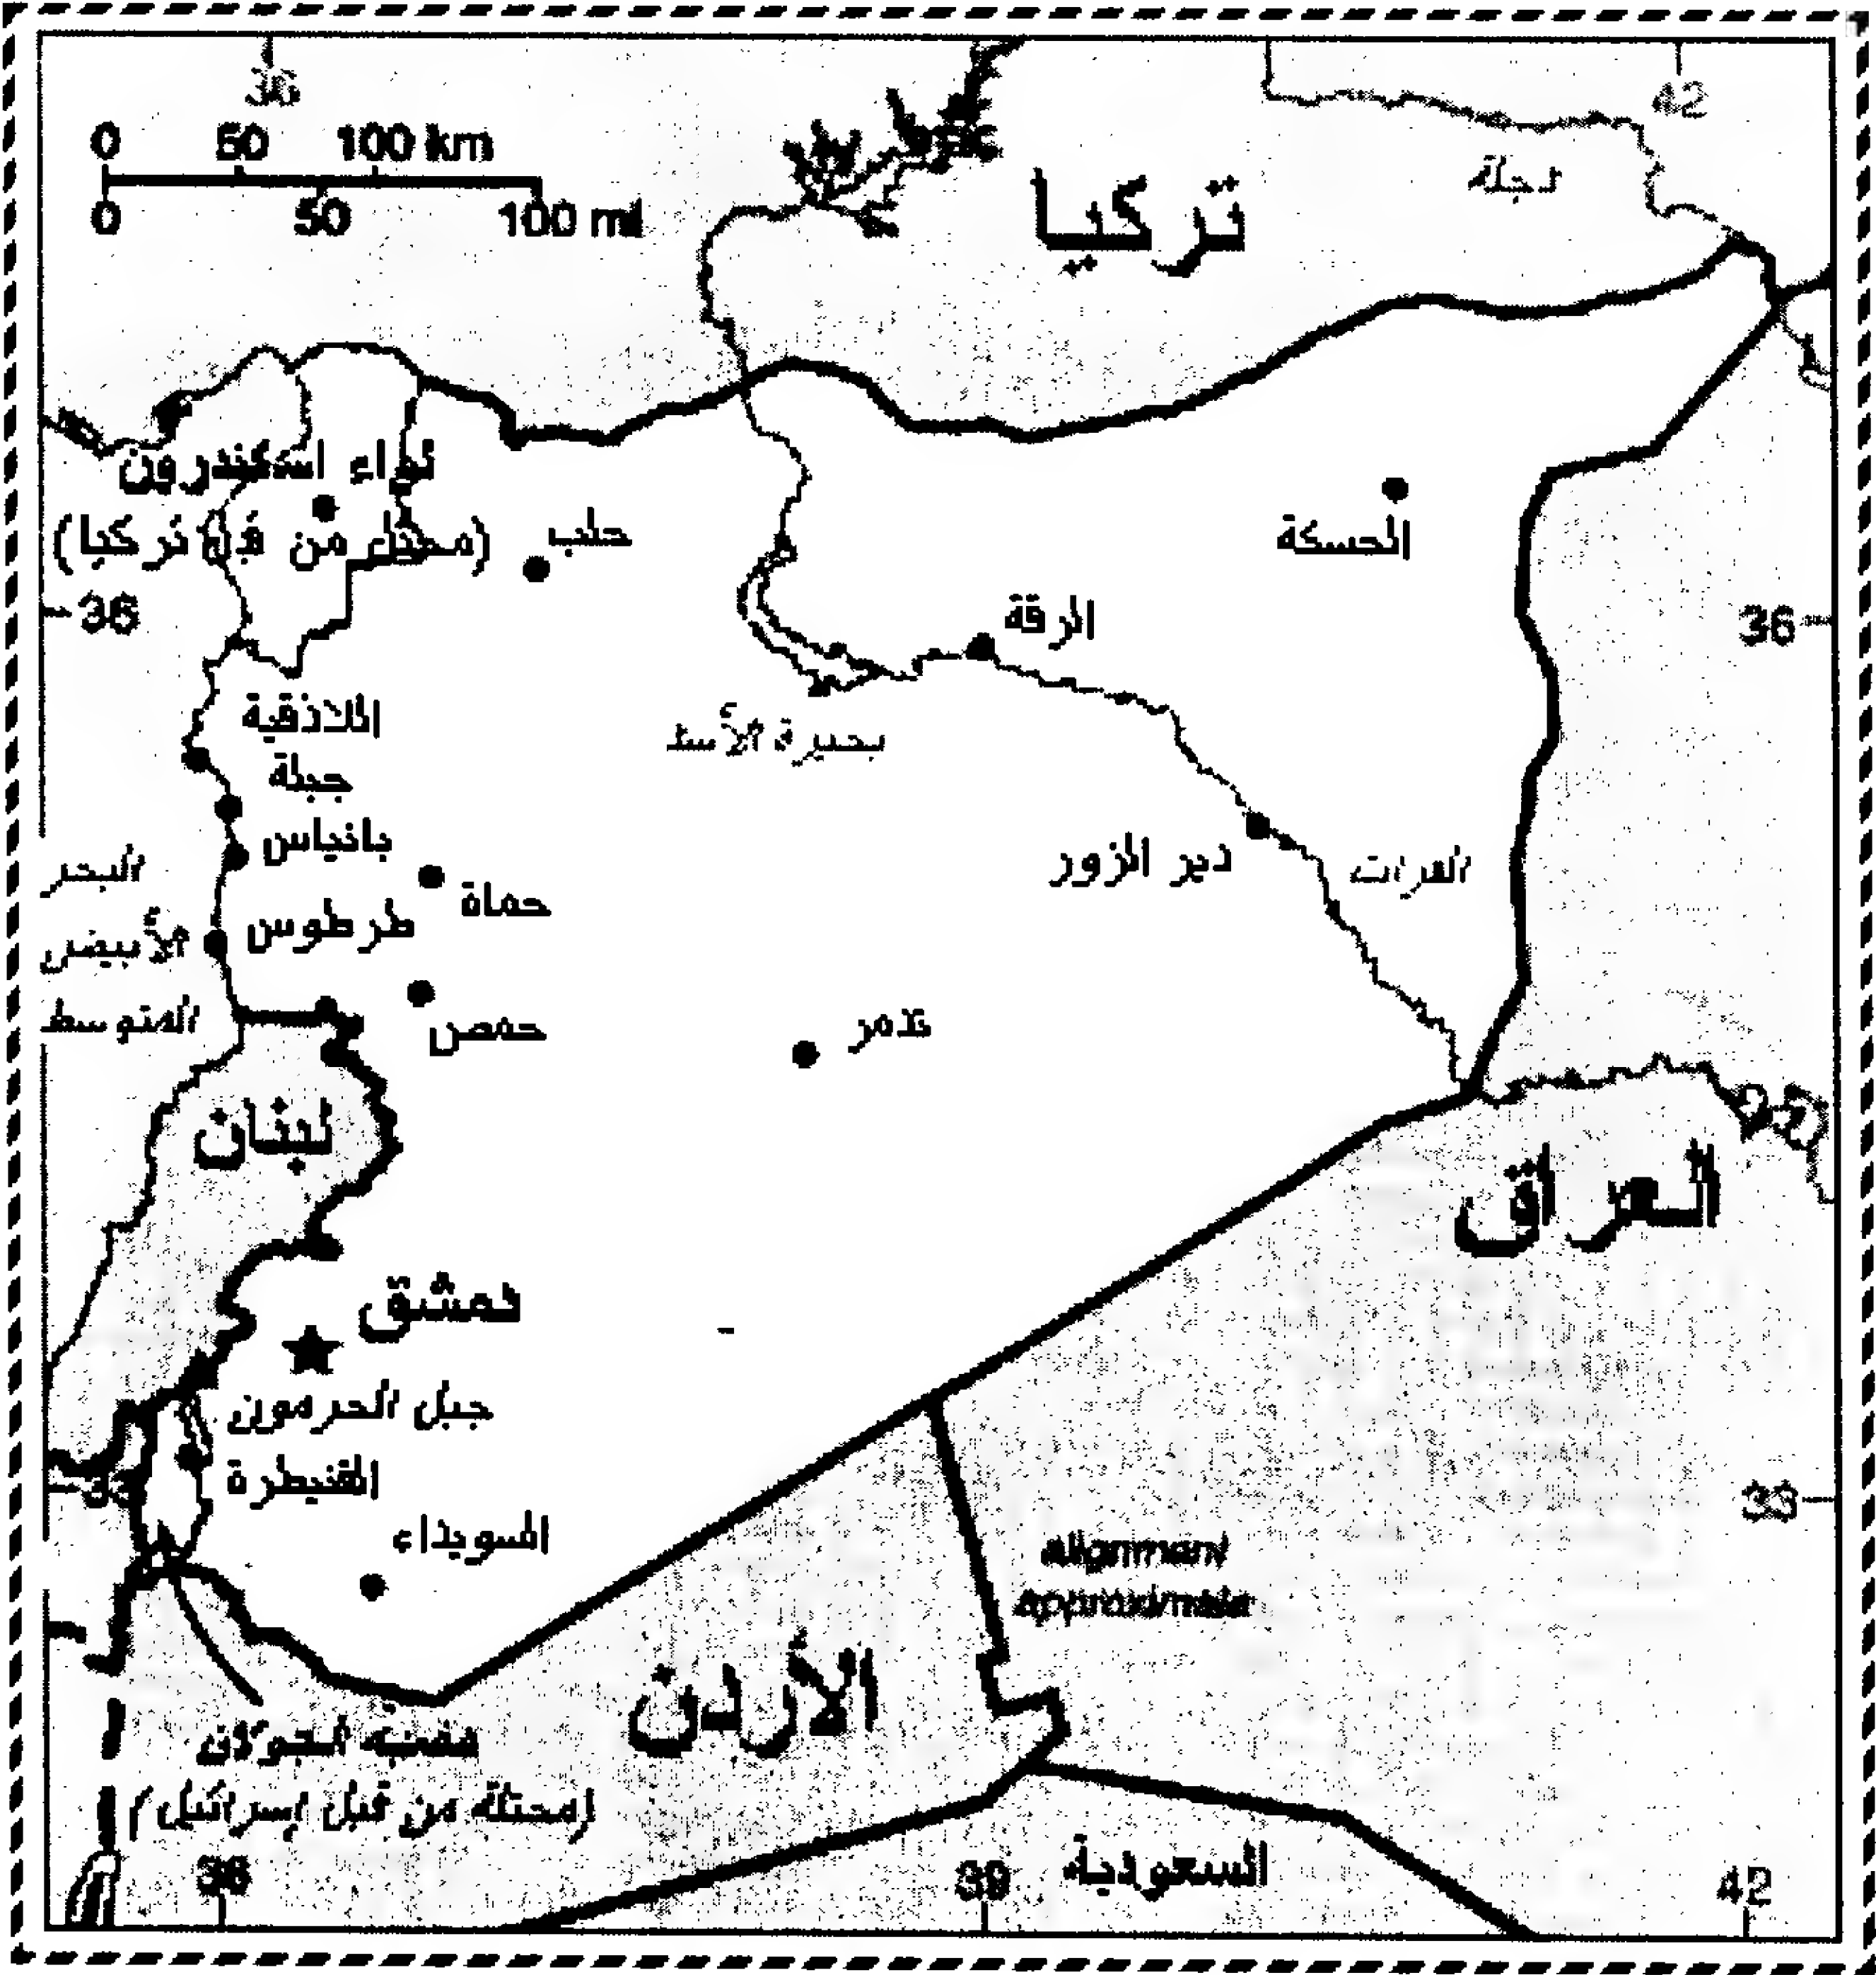 36
42
0 50 100 km
0 50 100 mi
تركيا
دجلة
لواء اسكندرون
(محتل من قبل تركيا)
حلب
الحسكة
36
36
الرقة
اللاذقية
بحيرة الأسد
جبلة
بانياس
دير الزور
الفرات
البحر
حماة
طرطوس
الأبيض
المتوسط
حمص
تدمر
لبنان
العراق
دمشق
جبل الحرمون
القنيطرة
33
33
السويداء
alignment
approximate
الأردن
هضبة الجولان
(محتلة من قبل إسرائيل)
السعودية
36
39
42